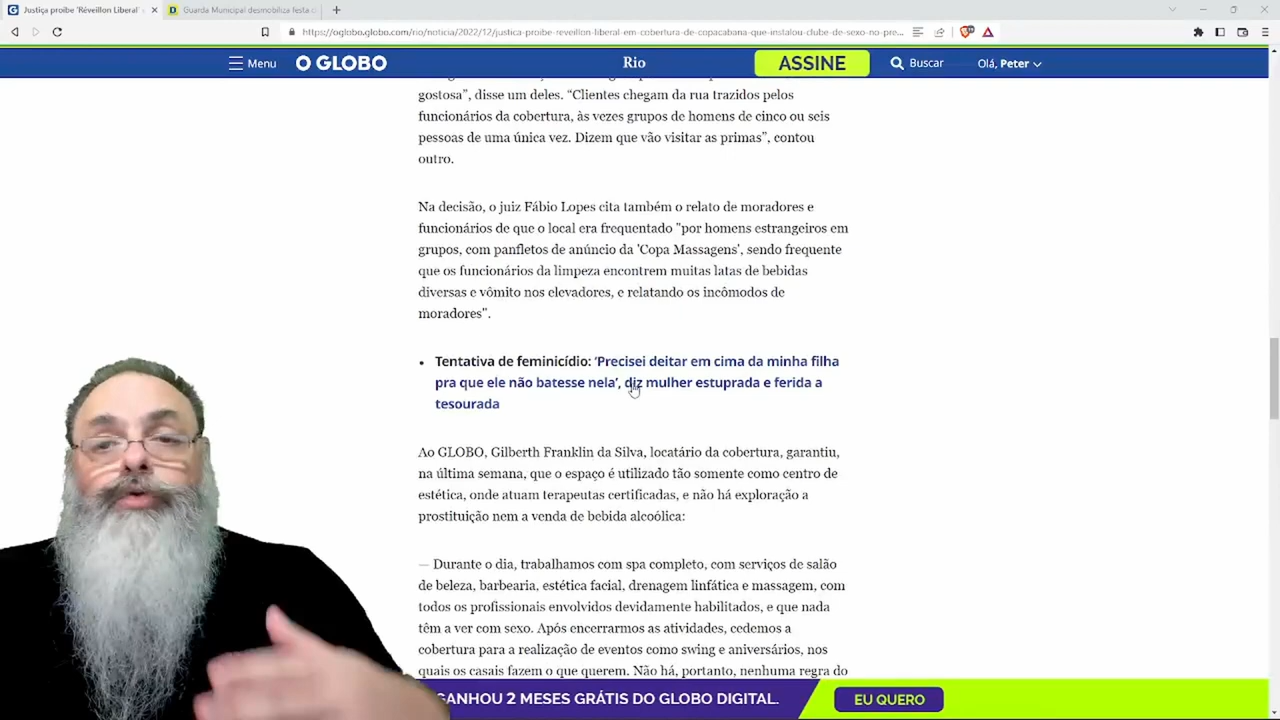 Justiça proíbe 'Réveillon Liberal'
Guarda Municipal desmobiliza festa c
https://oglobo.globo.com/rio/noticia/2022/12/justica-proibe-reveillon-liberal-em-cobertura-de-copacabana-que-instalou-clube-de-sexo-no-pre...
Menu
O GLOBO
Rio
ASSINE
Buscar
Olá, Peter
gostosa”, disse um deles. “Clientes chegam da rua trazidos pelos
funcionários da cobertura, às vezes grupos de homens de cinco ou seis
pessoas de uma única vez. Dizem que vão visitar as primas”, contou
outro.
Na decisão, o juiz Fábio Lopes cita também o relato de moradores e
funcionários de que o local era frequentado "por homens estrangeiros em
grupos, com panfletos de anúncio da 'Copa Massagens', sendo frequente
que os funcionários da limpeza encontrem muitas latas de bebidas
diversas e vômito nos elevadores, e relatando os incômodos de
moradores".
• Tentativa de feminicídio: 'Precisei deitar em cima da minha filha
pra que ele não batesse nela', diz mulher estuprada e ferida a
tesourada
Ao GLOBO, Gilberth Franklin da Silva, locatário da cobertura, garantiu,
na última semana, que o espaço é utilizado tão somente como centro de
estética, onde atuam terapeutas certificadas, e não há exploração a
prostituição nem a venda de bebida alcoólica:
— Durante o dia, trabalhamos com spa completo, com serviços de salão
de beleza, barbearia, estética facial, drenagem linfática e massagem, com
todos os profissionais envolvidos devidamente habilitados, e que nada
têm a ver com sexo. Após encerrarmos as atividades, cedemos a
cobertura para a realização de eventos como swing e aniversários, nos
quais os casais fazem o que querem. Não há, portanto, nenhuma regra do
GANHOU 2 MESES GRÁTIS DO GLOBO DIGITAL.
EU QUERO